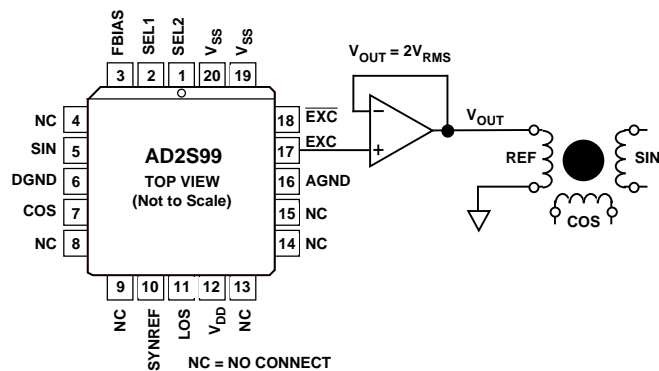 FBIAS
SEL1
SEL2
VSS
VSS
3
2
1
20
19
VOUT = 2VRMS
NC 4
SIN 5
DGND 6
COS 7
NC 8
AD2S99
TOP VIEW
(Not to Scale)
18 EXC
17 EXC
16 AGND
15 NC
14 NC
–
+
VOUT
REF
SIN
COS
9
10
11
12
13
NC
SYNREF
LOS
VDD
NC
NC = NO CONNECT